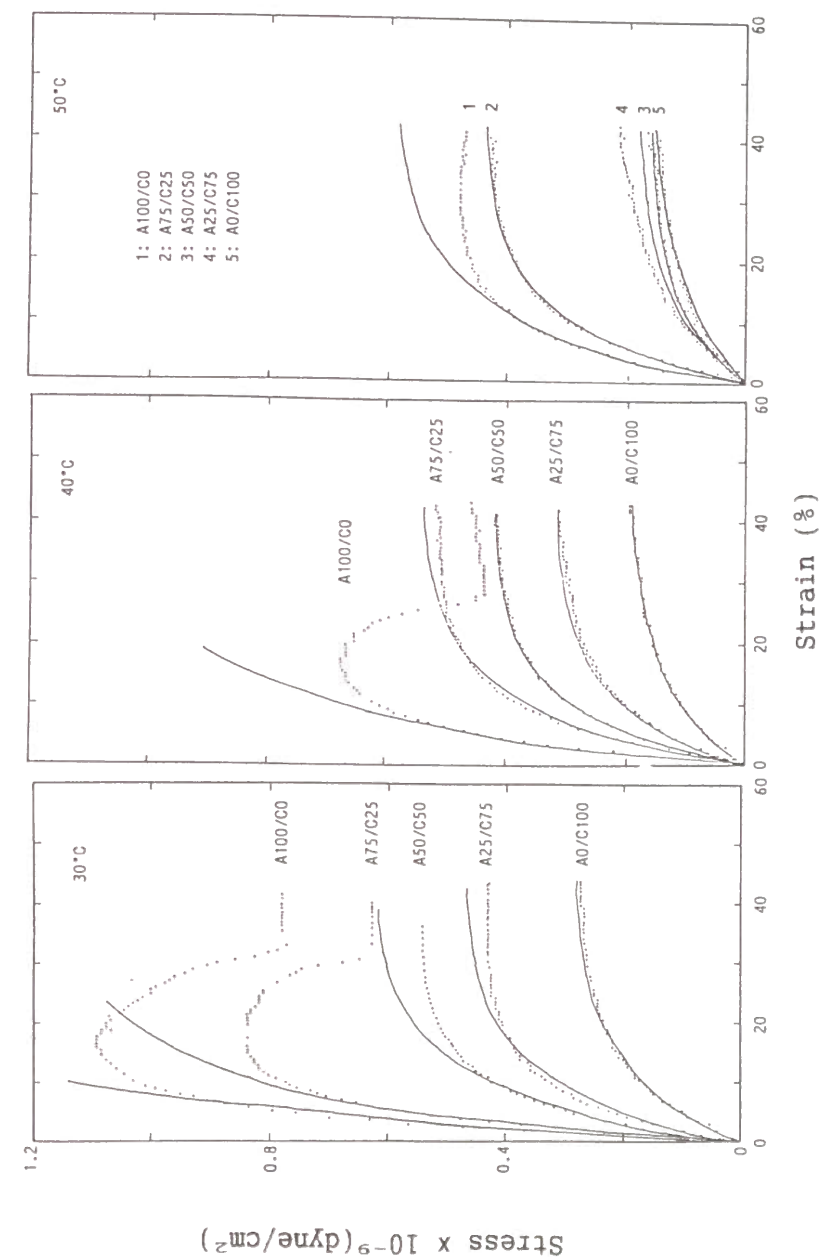 Stress x 10⁻⁹(dyne/cm²)
1.2
0.8
0.4
0
30°C
A100/C0
A75/C25
A50/C50
A25/C75
A0/C100
0
20
40
60
40°C
A100/C0
A75/C25
A50/C50
A25/C75
A0/C100
0
20
40
60
50°C
1: A100/C0
2: A75/C25
3: A50/C50
4: A25/C75
5: A0/C100
1
2
4
3
5
0
20
40
60
Strain (%)